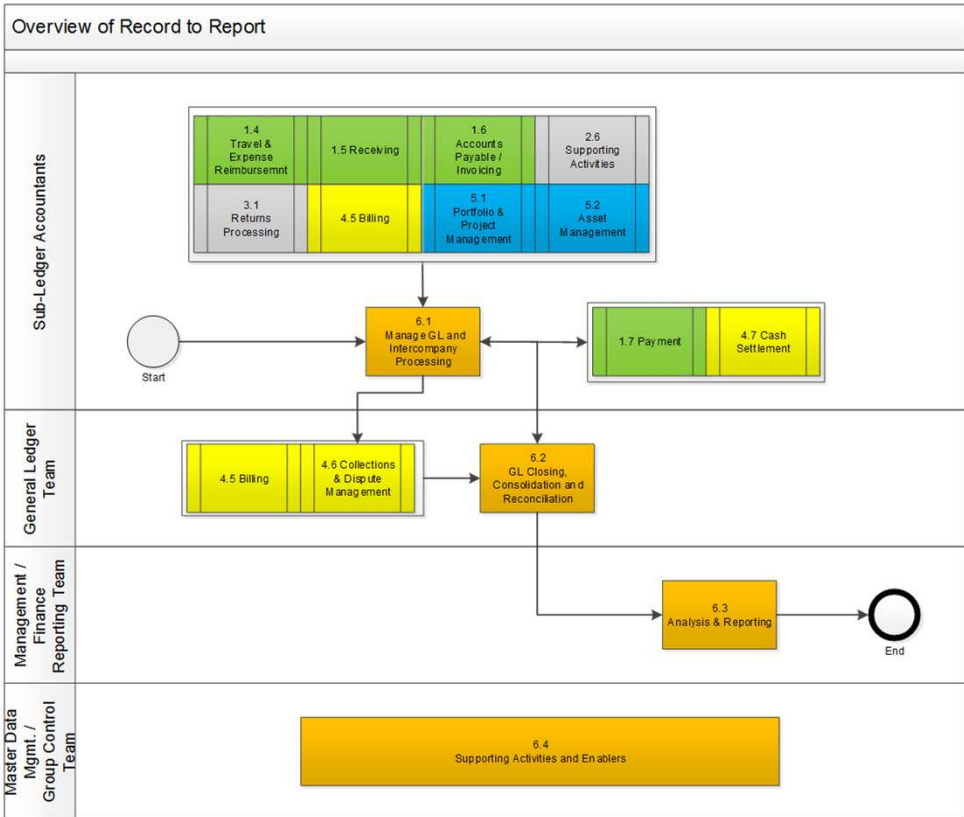 Overview of Record to Report
Sub-Ledger Accountants
1.4
Travel &
Expense
Reimbursemnt
1.5 Receiving
1.6
Accounts
Payable /
Invoicing
2.6
Supporting
Activities
3.1
Returns
Processing
4.5 Billing
5.1
Portfolio &
Project
Management
5.2
Asset
Management
Start
6.1
Manage GL and
Intercompany
Processing
1.7 Payment
4.7 Cash
Settlement
General Ledger
Team
4.5 Billing
4.6 Collections
& Dispute
Management
6.2
GL Closing,
Consolidation and
Reconciliation
Management /
Finance
Reporting Team
6.3
Analysis & Reporting
End
Master Data
Mgmt. /
Group Control
Team
6.4
Supporting Activities and Enablers